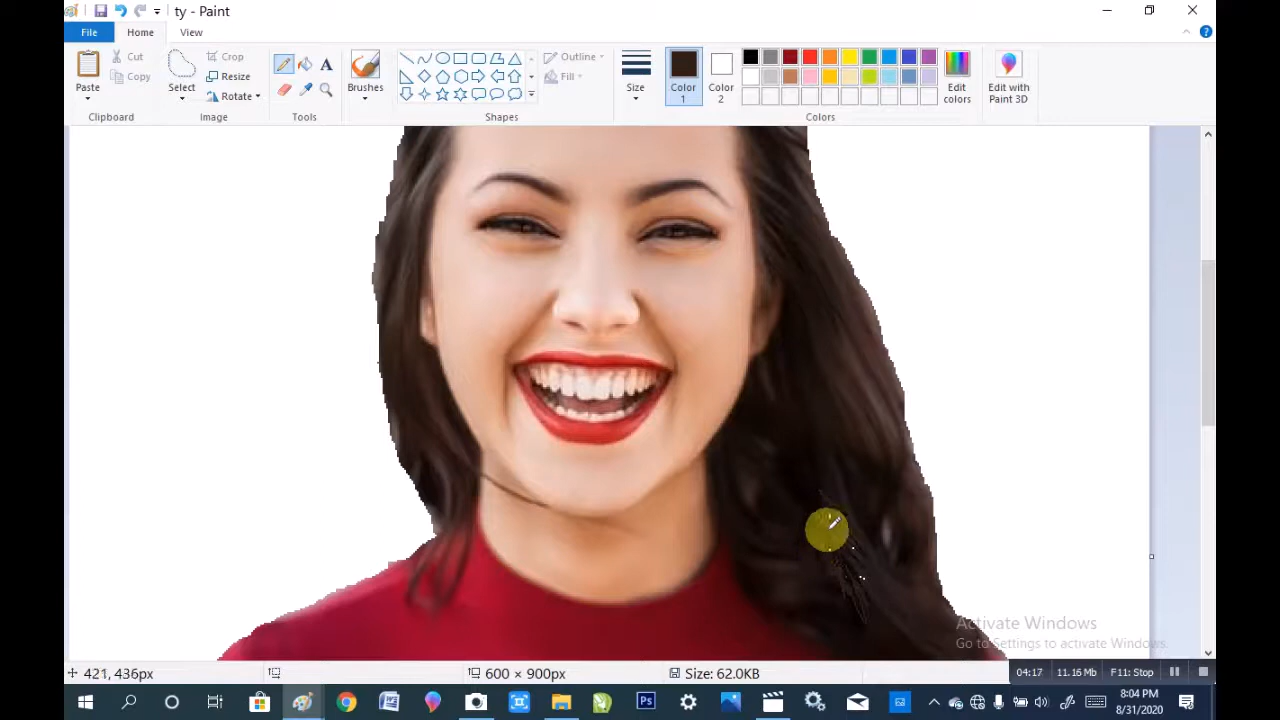 ty - Paint
File Home View
Paste
Cut
Copy
Clipboard
Select
Crop
Resize
Rotate
Image
A
Tools
Brushes
Outline
Fill
Shapes
Size
Color 1
Color 2
Edit colors
Colors
Edit with Paint 3D
Activate Windows
Go to Settings to activate Windows.
421, 436px
600 × 900px
Size: 62.0KB
04:17 11.16 Mb F11: Stop
Ps
8:04 PM
8/31/2020